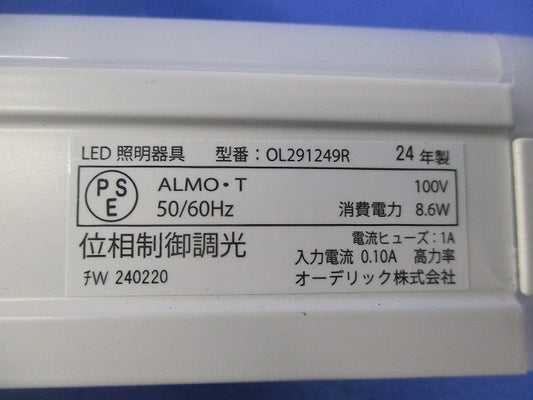 LED 照明器具 型番：OL291249R 24 年製
PSE ALMO・T 100V
50/60Hz 消費電力 8.6W
位相制御調光 電流ヒューズ：1A
入力電流 0.10A 高力率
ﾁW 240220 オーデリック株式会社